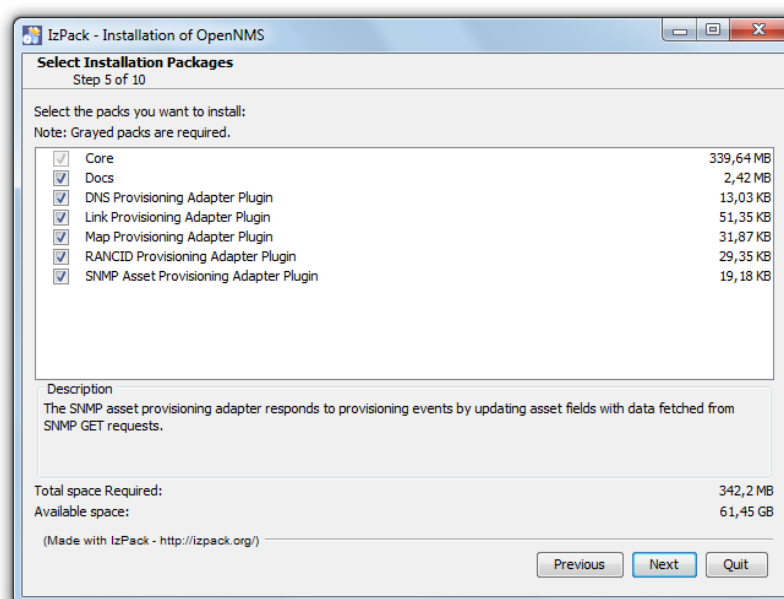 IzPack - Installation of OpenNMS
Select Installation Packages
Step 5 of 10
Select the packs you want to install:
Note: Grayed packs are required.
Core 339,64 MB
Docs 2,42 MB
DNS Provisioning Adapter Plugin 13,03 KB
Link Provisioning Adapter Plugin 51,35 KB
Map Provisioning Adapter Plugin 31,87 KB
RANCID Provisioning Adapter Plugin 29,35 KB
SNMP Asset Provisioning Adapter Plugin 19,18 KB
Description
The SNMP asset provisioning adapter responds to provisioning events by updating asset fields with data fetched from
SNMP GET requests.
Total space Required: 342,2 MB
Available space: 61,45 GB
(Made with IzPack - http://izpack.org/)
Previous Next Quit